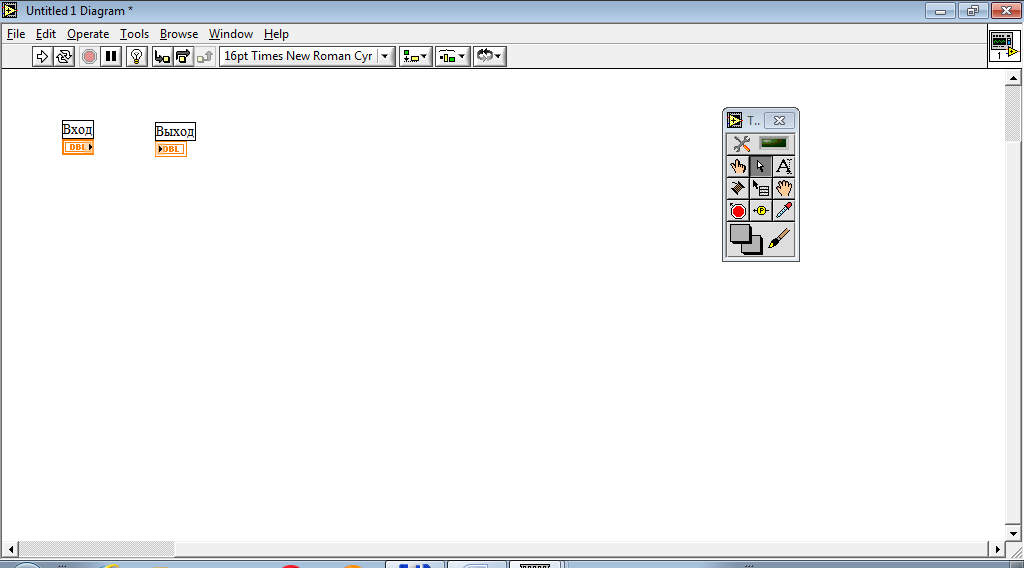 Untitled 1 Diagram *
File Edit Operate Tools Browse Window Help
16pt Times New Roman Cyr
1
Вход
DBL
Выход
DBL
T..
A
P